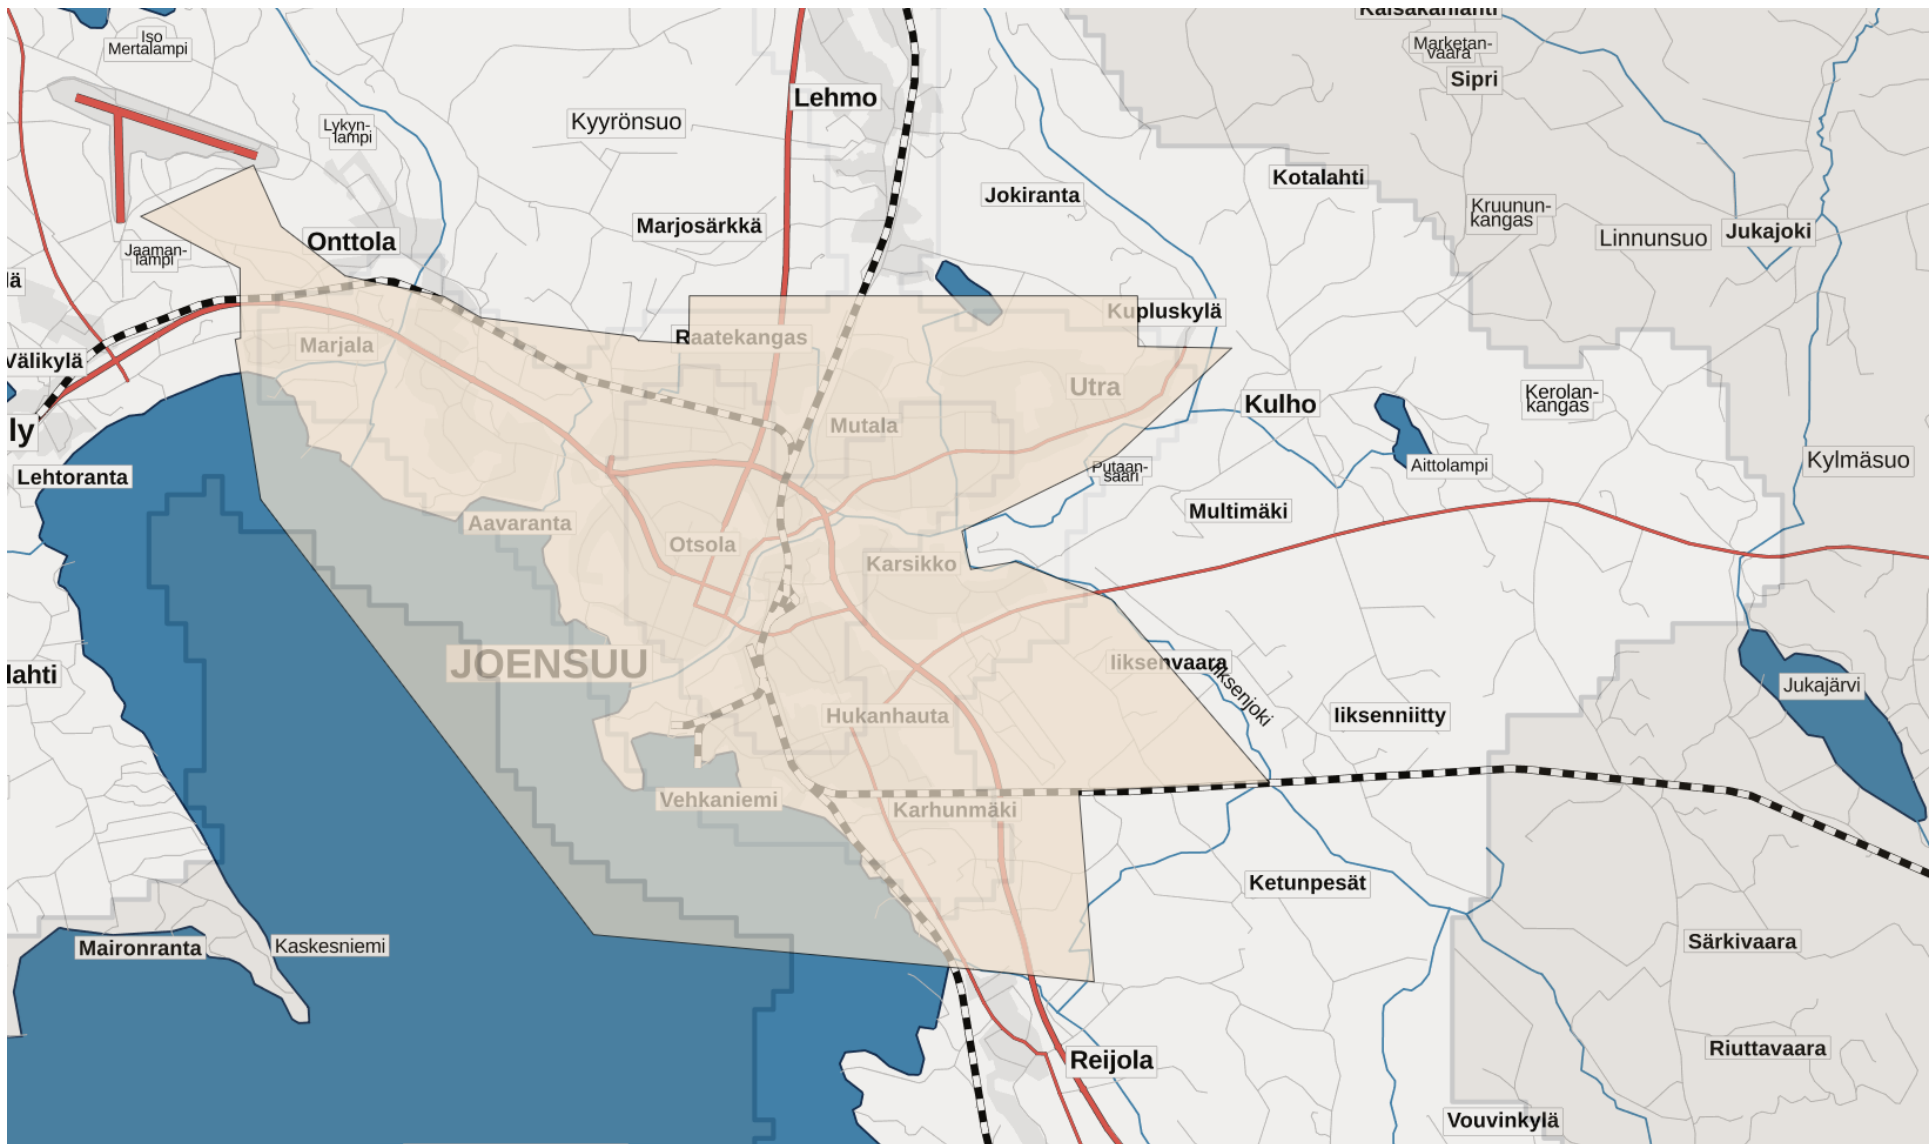 Kaisakanlahti
Iso
Mertalampi
Marketan-
vaara
Sipri
Lehmo
Kyyrönsuo
Lykyn-
lampi
Kotalahti
Jokiranta
Kruunun-
kangas
Marjosärkkä
Linnunsuo
Jukajoki
Onttola
Jaaman-
lampi
lä
Kupluskylä
Raatekangas
Marjala
Välikylä
Utra
Kulho
Kerolan-
kangas
Mutala
ly
Kylmäsuo
Aittolampi
Putaan-
saari
Lehtoranta
Multimäki
Aavaranta
Otsola
Karsikko
JOENSUU
Iiksenvaara
Iiksenjoki
lahti
Jukajärvi
Hukanhauta
Iiksenniitty
Vehkaniemi
Karhunmäki
Ketunpesät
Särkivaara
Maironranta
Kaskesniemi
Riuttavaara
Reijola
Vouvinkylä